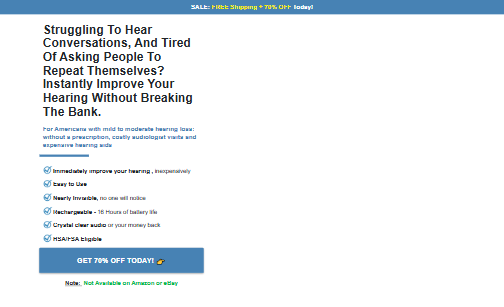 SALE: FREE Shipping + 70% OFF Today!
Struggling To Hear
Conversations, And Tired
Of Asking People To
Repeat Themselves?
Instantly Improve Your
Hearing Without Breaking
The Bank.
For Americans with mild to moderate hearing loss:
without a prescription, costly audiologist visits and
expensive hearing aids
Immediately improve your hearing , inexpensively
Easy to Use
Nearly Invisible, no one will notice
Rechargeable - 16 Hours of battery life
Crystal clear audio or your money back
HSA/FSA Eligible
GET 70% OFF TODAY! 👉
Note: Not Available on Amazon or eBay